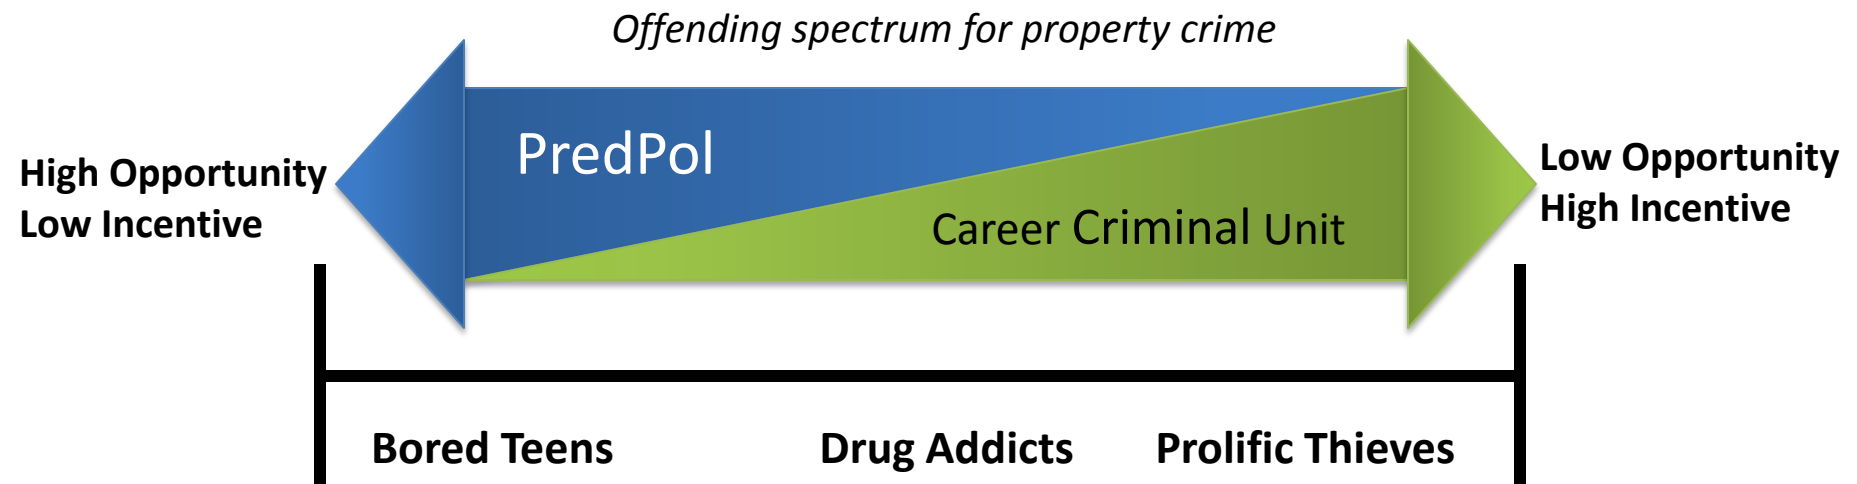 Offending spectrum for property crime
PredPol
High Opportunity
Low Incentive
Low Opportunity
High Incentive
Career Criminal Unit
Bored Teens
Drug Addicts
Prolific Thieves